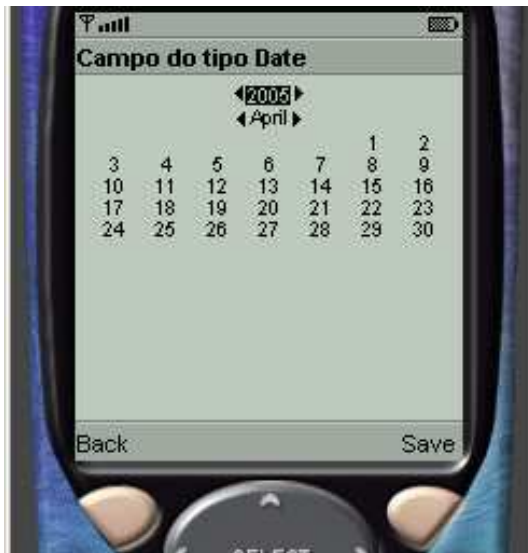 Campo do tipo Date
2005
April
1 2
3 4 5 6 7 8 9
10 11 12 13 14 15 16
17 18 19 20 21 22 23
24 25 26 27 28 29 30
Back Save
SELECT